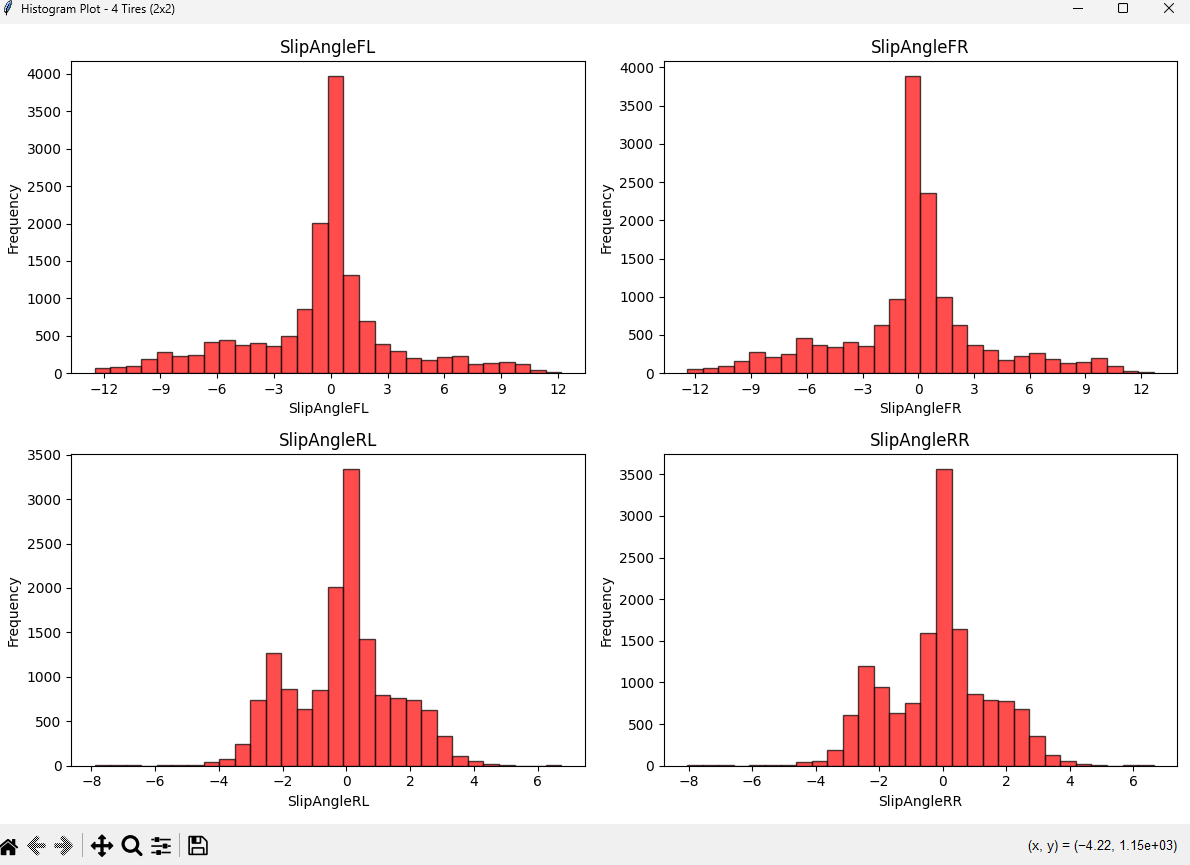 Histogram Plot - 4 Tires (2x2)
SlipAngleFL
Frequency
4000
3500
3000
2500
2000
1500
1000
500
0
−12 −9 −6 −3 0 3 6 9 12
SlipAngleFL
SlipAngleFR
Frequency
4000
3500
3000
2500
2000
1500
1000
500
0
−12 −9 −6 −3 0 3 6 9 12
SlipAngleFR
SlipAngleRL
Frequency
3500
3000
2500
2000
1500
1000
500
0
−8 −6 −4 −2 0 2 4 6
SlipAngleRL
SlipAngleRR
Frequency
3500
3000
2500
2000
1500
1000
500
0
−8 −6 −4 −2 0 2 4 6
SlipAngleRR
(x, y) = (−4.22, 1.15e+03)